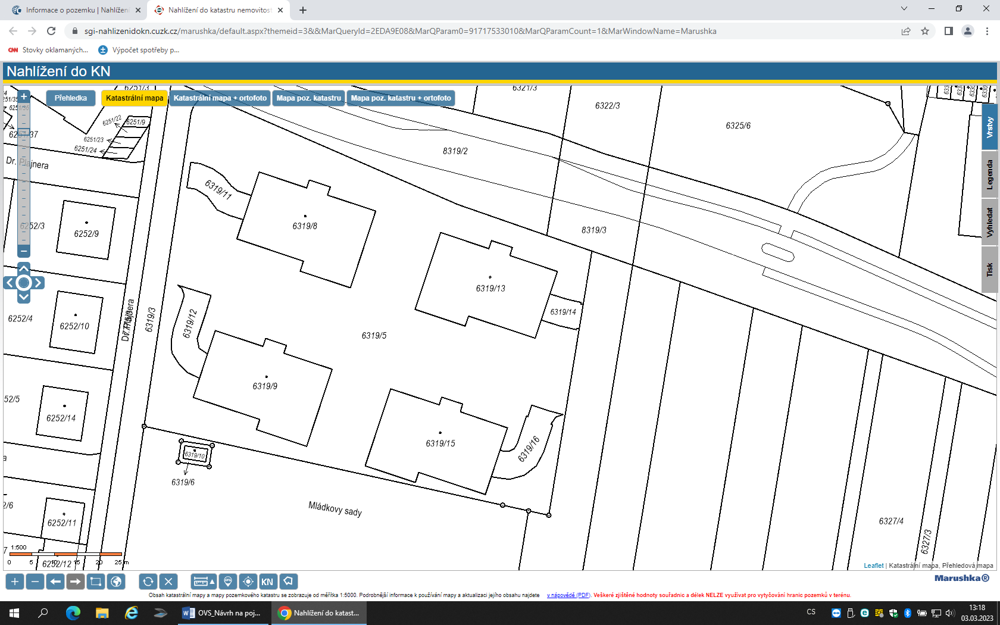 Informace o pozemku | Nahlížení
Nahlížení do katastru nemovitost
sgi-nahlizenidokn.cuzk.cz/marushka/default.aspx?themeid=3&&MarQueryId=2EDA9E08&MarQParam0=91717533010&MarQParamCount=1&MarWindowName=Marushka
CNN Stovky oklamaných...
Výpočet spotřeby p...
Nahlížení do KN
Přehledka
Katastrální mapa
Katastrální mapa + ortofoto
Mapa poz. katastru
Mapa poz. katastru + ortofoto
6251/3
6321/3
6322/3
6325/6
6251/22
6251/9
6251/37
6251/23
6251/24
8319/2
Dr. Plajnera
6319/11
6319/8
6252/3
6252/9
8319/3
6319/13
6319/14
6252/4
6252/10
Dr. Plajnera
6319/3
6319/12
6319/5
6319/9
52/5
6252/14
6319/15
6319/16
6319/10
6319/6
Mládkovy sady
2/6
6252/11
6327/4
6327/3
6252/12
1:500
0 5 10 15 20 25 m
Vrstvy
Legenda
Vyhledat
Tisk
Leaflet | Katastrální mapa, Přehledová mapa
Marushka®
GPS
KN
Obsah katastrální mapy a mapy pozemkového katastru se zobrazuje od měřítka 1:5000. Podrobnější informace k používání mapy a aktualizaci jejího obsahu najdete v nápovědě (PDF). Veškeré zjištěné hodnoty souřadnic a délek NELZE využívat pro vytyčování hranic pozemků v terénu.
OVS_Návrh na poj...
Nahlížení do katast...
CS
13:18
03.03.2023